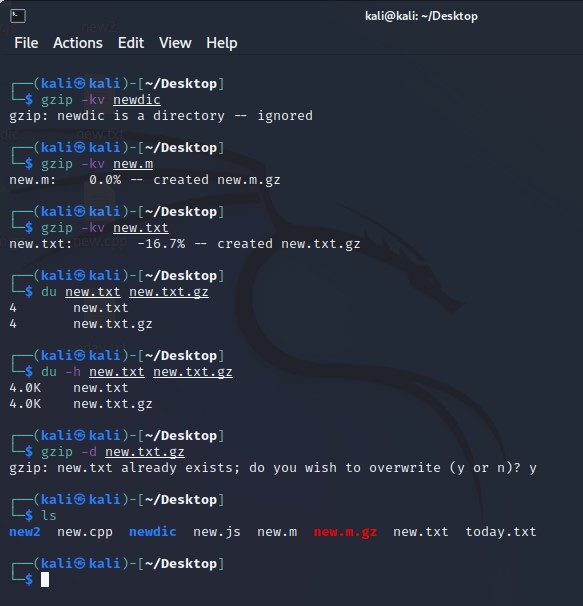 kali@kali: ~/Desktop
File Actions Edit View Help
┌──(kali㉿kali)-[~/Desktop]
└─$ gzip -kv newdic
gzip: newdic is a directory -- ignored
┌──(kali㉿kali)-[~/Desktop]
└─$ gzip -kv new.m
new.m:    0.0% -- created new.m.gz
┌──(kali㉿kali)-[~/Desktop]
└─$ gzip -kv new.txt
new.txt:        -16.7% -- created new.txt.gz
┌──(kali㉿kali)-[~/Desktop]
└─$ du new.txt new.txt.gz
4       new.txt
4       new.txt.gz
┌──(kali㉿kali)-[~/Desktop]
└─$ du -h new.txt new.txt.gz
4.0K    new.txt
4.0K    new.txt.gz
┌──(kali㉿kali)-[~/Desktop]
└─$ gzip -d new.txt.gz
gzip: new.txt already exists; do you wish to overwrite (y or n)? y
┌──(kali㉿kali)-[~/Desktop]
└─$ ls
new2  new.cpp  newdic  new.js  new.m  new.m.gz  new.txt  today.txt
┌──(kali㉿kali)-[~/Desktop]
└─$